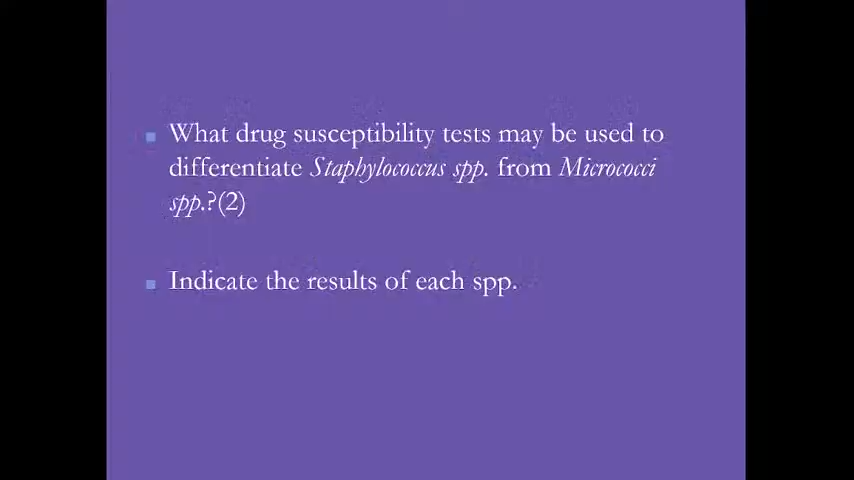 What drug susceptibility tests may be used to
differentiate Staphylococcus spp. from Micrococci
spp.?(2)
Indicate the results of each spp.